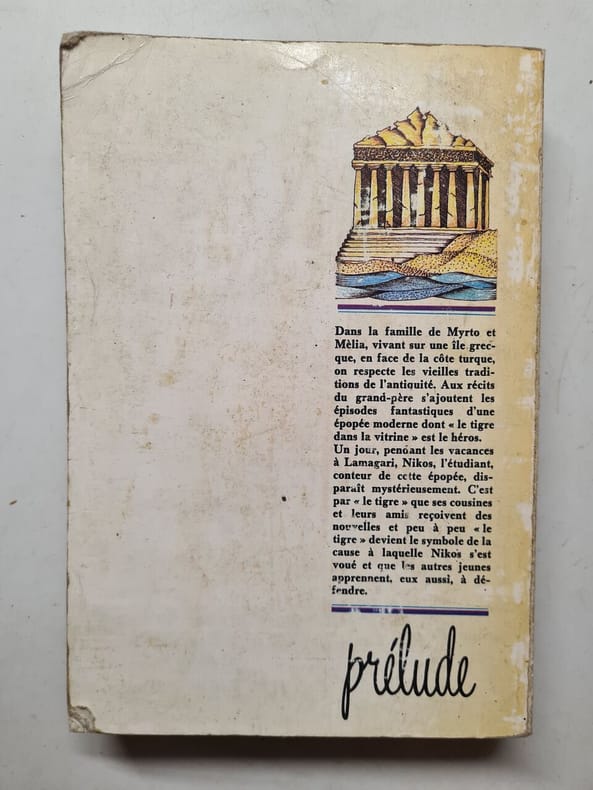 Dans la famille de Myrto et
Mèlia, vivant sur une île grec-
que, en face de la côte turque,
on respecte les vieilles tradi-
tions de l'antiquité. Aux récits
du grand-père s'ajoutent les
épisodes fantastiques d'une
épopée moderne dont « le tigre
dans la vitrine » est le héros.
Un jour, pendant les vacances
à Lamagari, Nikos, l'étudiant,
conteur de cette épopée, dis-
paraît mystérieusement. C'est
par « le tigre » que ses cousines
et leurs amis reçoivent des
nouvelles et peu à peu « le
tigre » devient le symbole de la
cause à laquelle Nikos s'est
voué et que les autres jeunes
apprennent, eux aussi, à dé-
fendre.
prélude